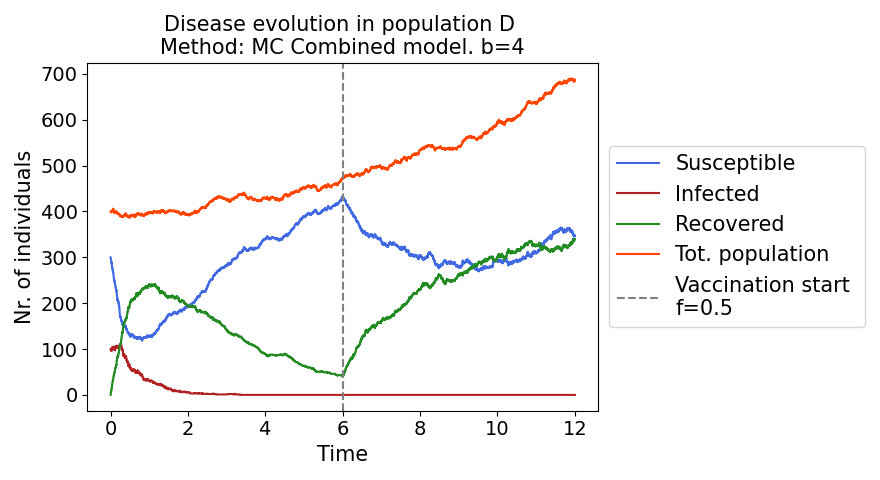 Disease evolution in population D
Method: MC Combined model. b=4
700
600
500
400
300
200
100
0
Nr. of individuals
0 2 4 6 8 10 12
Time
Susceptible
Infected
Recovered
Tot. population
Vaccination start
f=0.5